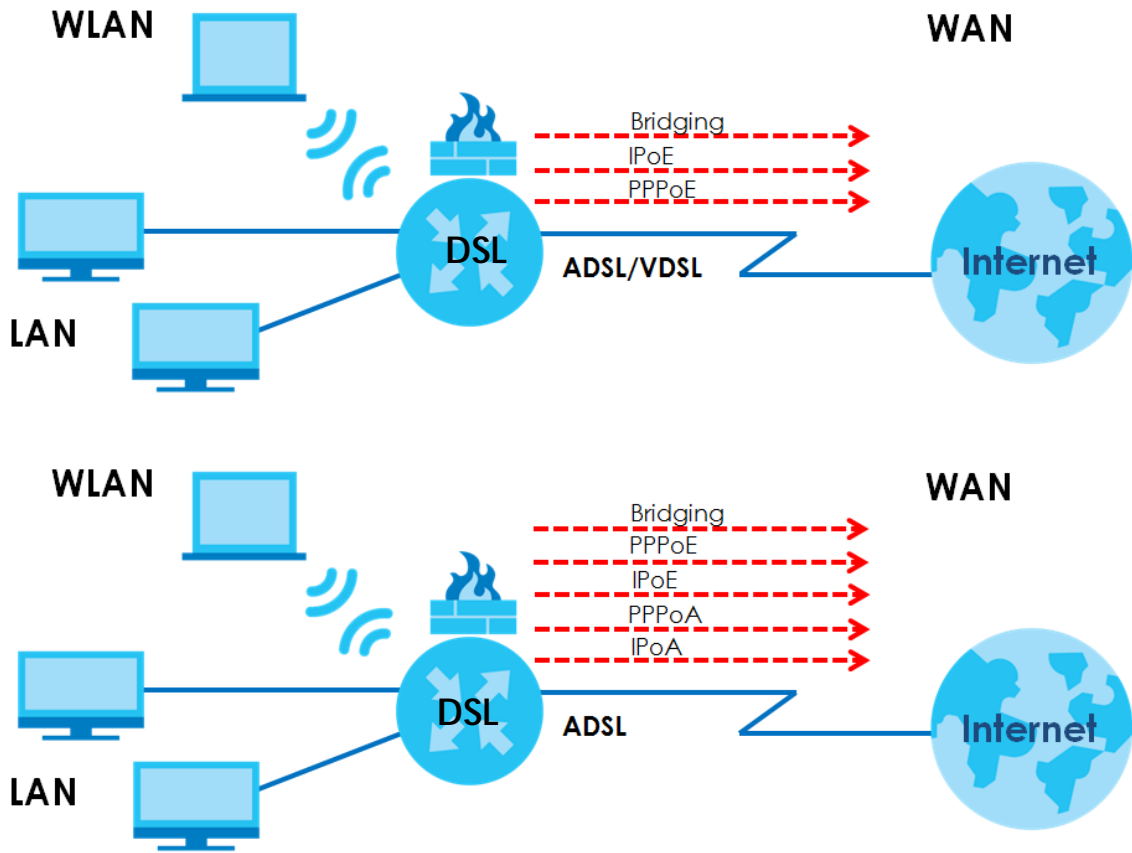 WLAN
WAN
Bridging
IPoE
PPPoE
DSL
Internet
ADSL/VDSL
LAN
WLAN
WAN
Bridging
PPPoE
IPoE
PPPoA
IPoA
DSL
Internet
ADSL
LAN